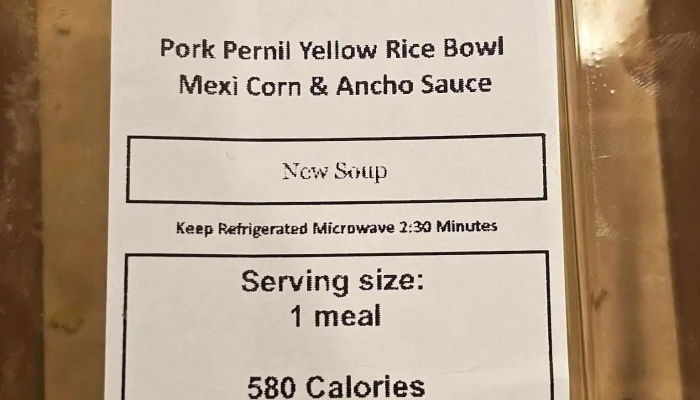 Pork Pernil Yellow Rice Bowl
Mexi Corn & Ancho Sauce
New Soup
Keep Refrigerated Microwave 2:30 Minutes
Serving size:
1 meal
580 Calories